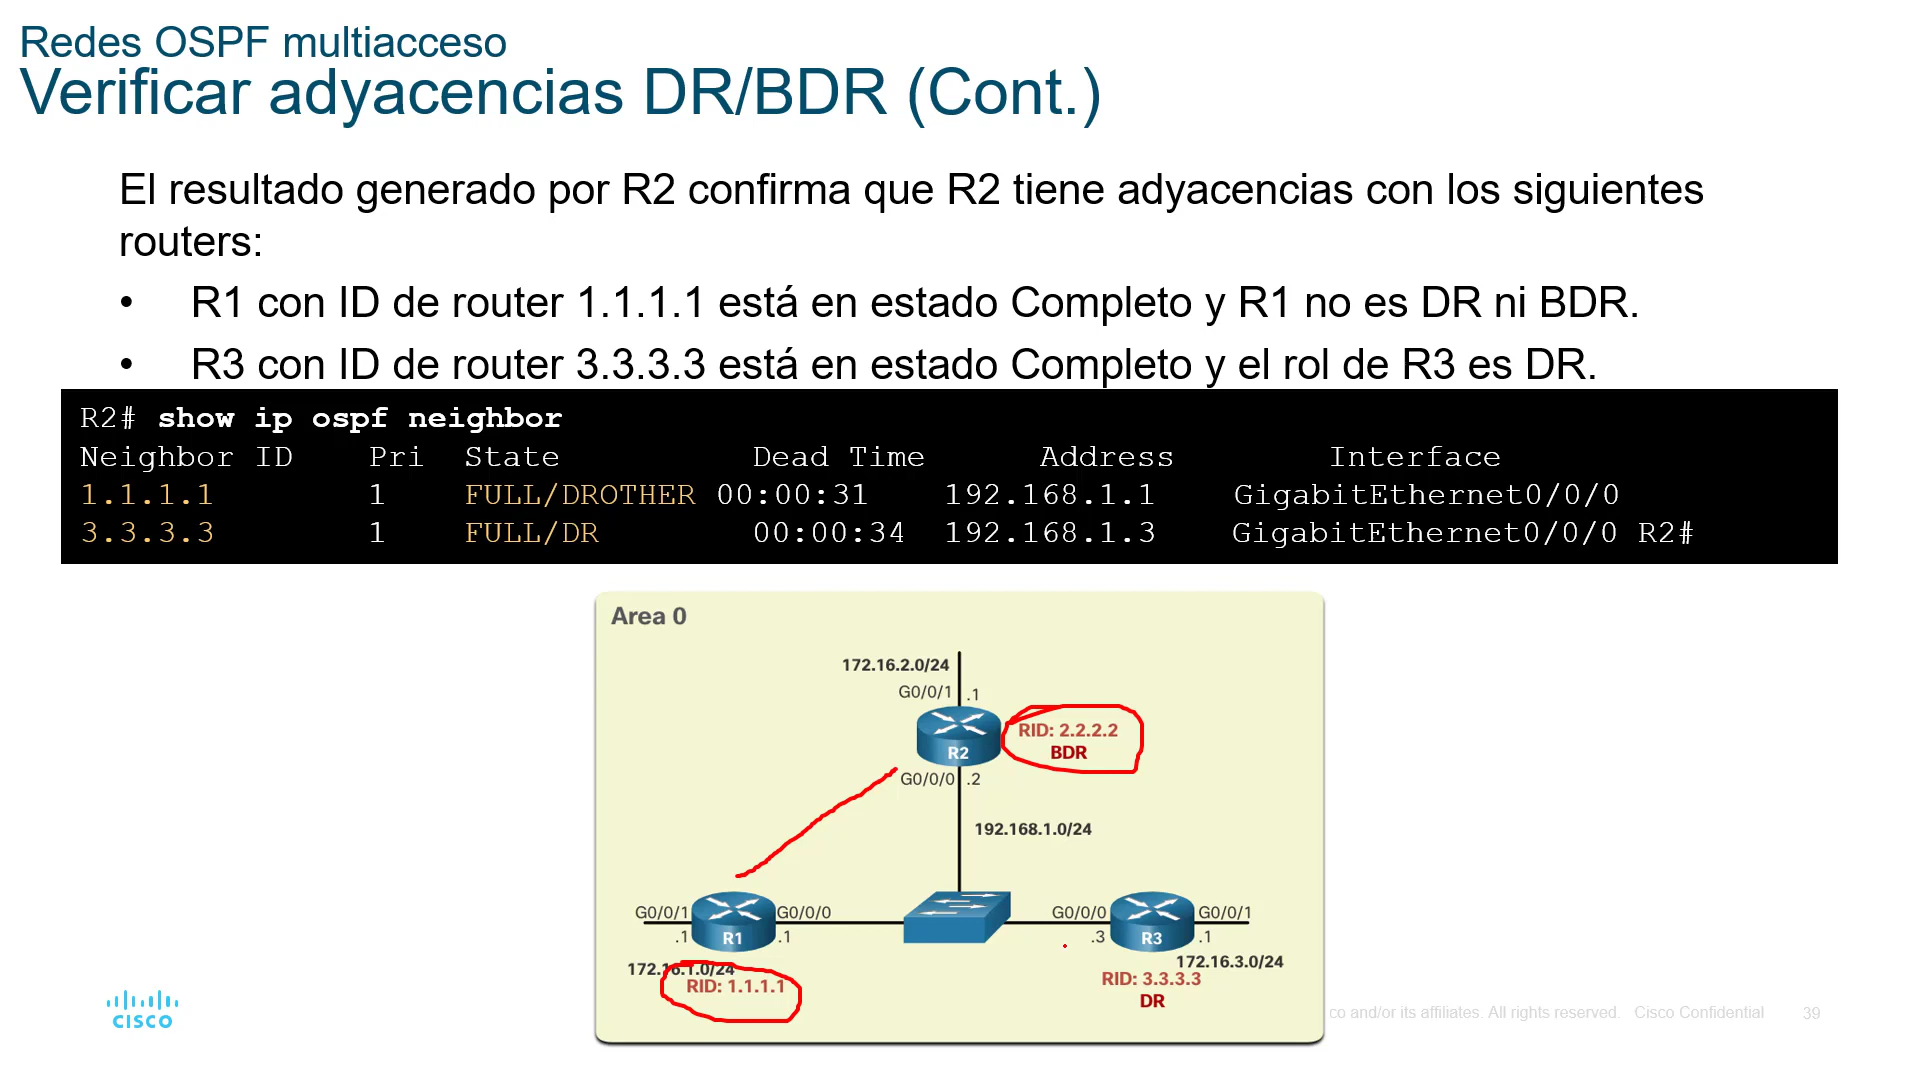 Redes OSPF multiacceso
Verificar adyacencias DR/BDR (Cont.)
El resultado generado por R2 confirma que R2 tiene adyacencias con los siguientes
routers:
• R1 con ID de router 1.1.1.1 está en estado Completo y R1 no es DR ni BDR.
• R3 con ID de router 3.3.3.3 está en estado Completo y el rol de R3 es DR.
R2# show ip ospf neighbor
Neighbor ID Pri State Dead Time Address Interface
1.1.1.1 1 FULL/DROTHER 00:00:31 192.168.1.1 GigabitEthernet0/0/0
3.3.3.3 1 FULL/DR 00:00:34 192.168.1.3 GigabitEthernet0/0/0 R2#
Area 0
172.16.2.0/24
G0/0/1 .1
R2
RID: 2.2.2.2
BDR
G0/0/0 .2
192.168.1.0/24
G0/0/1 R1 G0/0/0
.1 .1
172.16.1.0/24
RID: 1.1.1.1
G0/0/0 R3 G0/0/1
.3 .1
172.16.3.0/24
RID: 3.3.3.3
DR
cisco
co and/or its affiliates. All rights reserved. Cisco Confidential
39